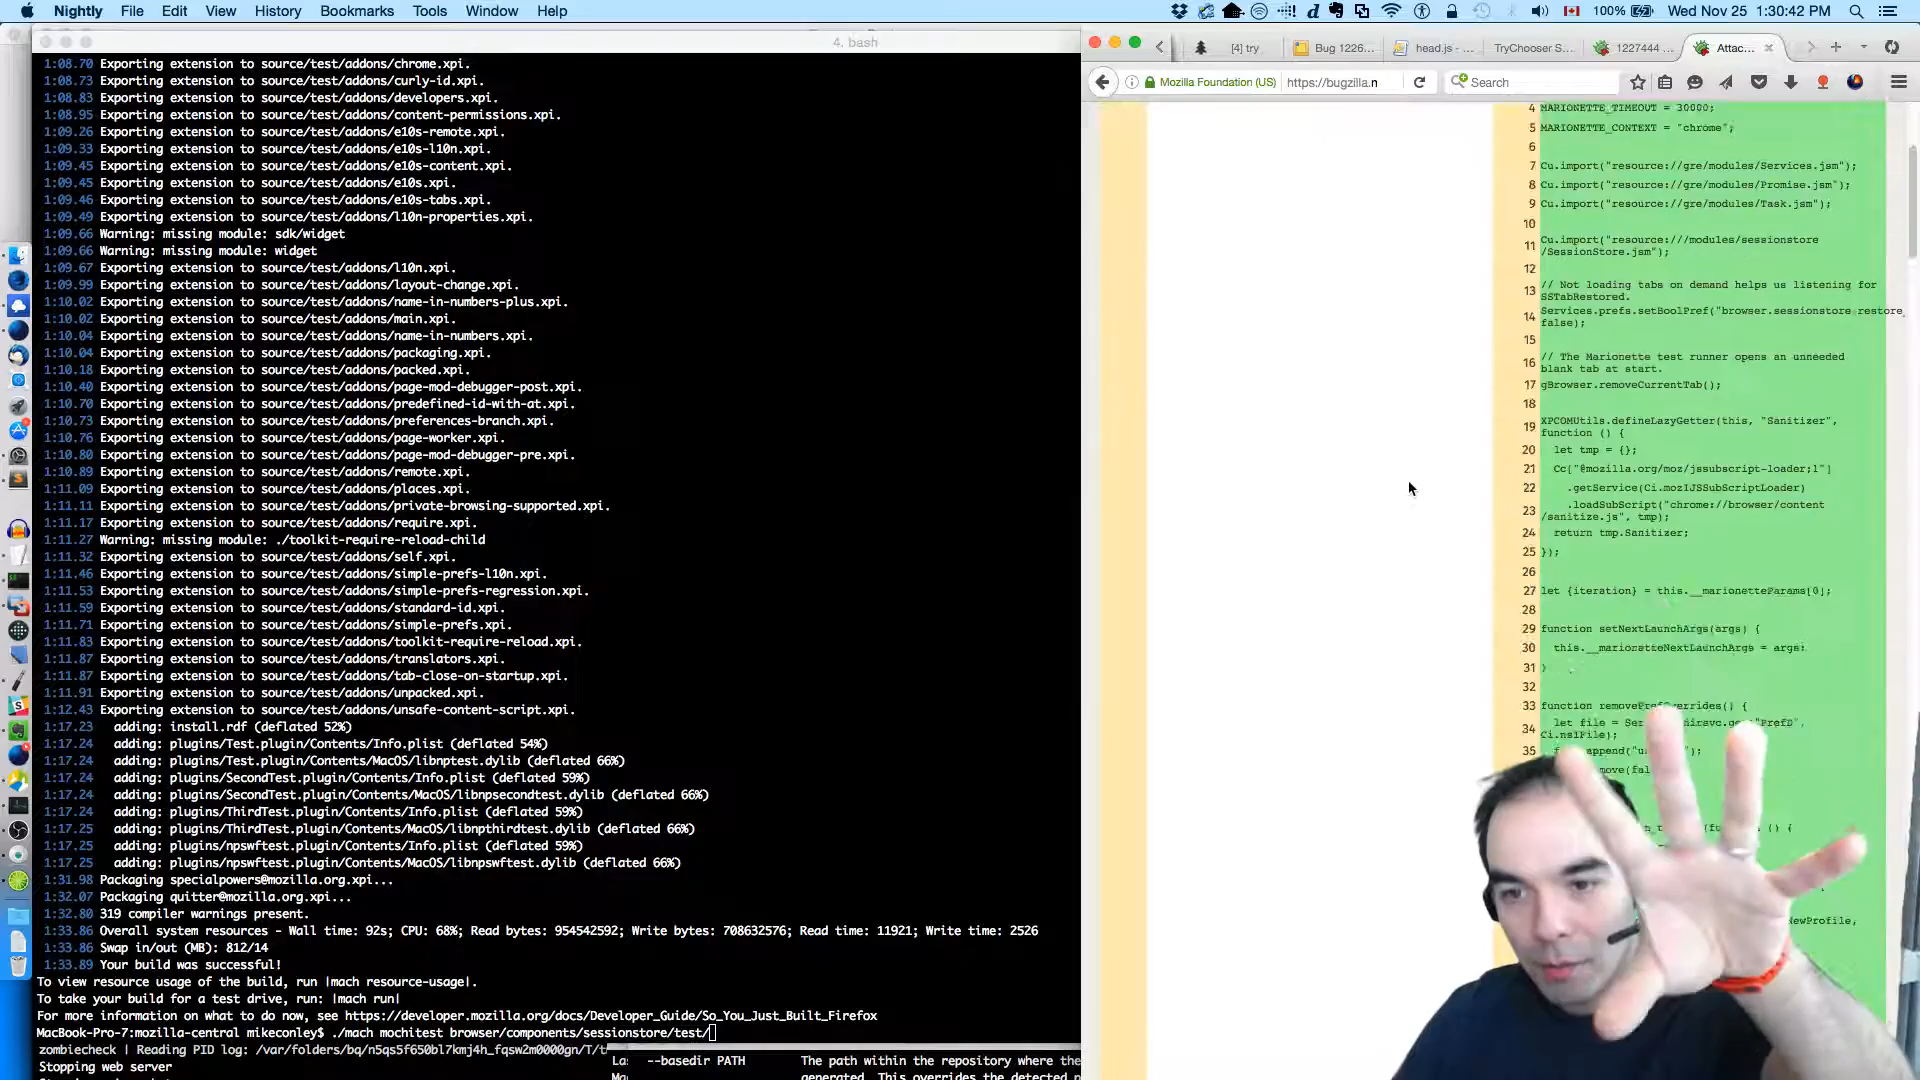 Nightly File Edit View History Bookmarks Tools Window Help
100% Wed Nov 25 1:30:42 PM
4. bash
1:08.70 Exporting extension to source/test/addons/chrome.xpi.
1:08.73 Exporting extension to source/test/addons/curly-id.xpi.
1:08.83 Exporting extension to source/test/addons/developers.xpi.
1:08.95 Exporting extension to source/test/addons/content-permissions.xpi.
1:09.26 Exporting extension to source/test/addons/e10s-remote.xpi.
1:09.33 Exporting extension to source/test/addons/e10s-l10n.xpi.
1:09.45 Exporting extension to source/test/addons/e10s-content.xpi.
1:09.45 Exporting extension to source/test/addons/e10s.xpi.
1:09.46 Exporting extension to source/test/addons/e10s-tabs.xpi.
1:09.49 Exporting extension to source/test/addons/l10n-properties.xpi.
1:09.66 Warning: missing module: sdk/widget
1:09.66 Warning: missing module: widget
1:09.67 Exporting extension to source/test/addons/l10n.xpi.
1:09.99 Exporting extension to source/test/addons/layout-change.xpi.
1:10.02 Exporting extension to source/test/addons/name-in-numbers-plus.xpi.
1:10.02 Exporting extension to source/test/addons/main.xpi.
1:10.04 Exporting extension to source/test/addons/name-in-numbers.xpi.
1:10.04 Exporting extension to source/test/addons/packaging.xpi.
1:10.18 Exporting extension to source/test/addons/packed.xpi.
1:10.40 Exporting extension to source/test/addons/page-mod-debugger-post.xpi.
1:10.70 Exporting extension to source/test/addons/predefined-id-with-at.xpi.
1:10.73 Exporting extension to source/test/addons/preferences-branch.xpi.
1:10.76 Exporting extension to source/test/addons/page-worker.xpi.
1:10.80 Exporting extension to source/test/addons/page-mod-debugger-pre.xpi.
1:10.89 Exporting extension to source/test/addons/remote.xpi.
1:11.09 Exporting extension to source/test/addons/places.xpi.
1:11.11 Exporting extension to source/test/addons/private-browsing-supported.xpi.
1:11.17 Exporting extension to source/test/addons/require.xpi.
1:11.27 Warning: missing module: ./toolkit-require-reload-child
1:11.32 Exporting extension to source/test/addons/self.xpi.
1:11.46 Exporting extension to source/test/addons/simple-prefs-l10n.xpi.
1:11.53 Exporting extension to source/test/addons/simple-prefs-regression.xpi.
1:11.59 Exporting extension to source/test/addons/standard-id.xpi.
1:11.71 Exporting extension to source/test/addons/simple-prefs.xpi.
1:11.83 Exporting extension to source/test/addons/toolkit-require-reload.xpi.
1:11.87 Exporting extension to source/test/addons/translators.xpi.
1:11.87 Exporting extension to source/test/addons/tab-close-on-startup.xpi.
1:11.91 Exporting extension to source/test/addons/unpacked.xpi.
1:12.43 Exporting extension to source/test/addons/unsafe-content-script.xpi.
1:17.23 adding: install.rdf (deflated 52%)
1:17.24 adding: plugins/Test.plugin/Contents/Info.plist (deflated 54%)
1:17.24 adding: plugins/Test.plugin/Contents/MacOS/libnptest.dylib (deflated 66%)
1:17.24 adding: plugins/SecondTest.plugin/Contents/Info.plist (deflated 59%)
1:17.24 adding: plugins/SecondTest.plugin/Contents/MacOS/libnpsecondtest.dylib (deflated 66%)
1:17.24 adding: plugins/ThirdTest.plugin/Contents/Info.plist (deflated 59%)
1:17.25 adding: plugins/ThirdTest.plugin/Contents/MacOS/libnpthirdtest.dylib (deflated 66%)
1:17.25 adding: plugins/npswftest.plugin/Contents/Info.plist (deflated 59%)
1:17.25 adding: plugins/npswftest.plugin/Contents/MacOS/libnpswftest.dylib (deflated 66%)
1:31.98 Packaging specialpowers@mozilla.org.xpi...
1:32.07 Packaging quitter@mozilla.org.xpi...
1:32.80 319 compiler warnings present.
1:33.86 Overall system resources - Wall time: 92s; CPU: 68%; Read bytes: 954542592; Write bytes: 708632576; Read time: 11921; Write time: 2526
1:33.86 Swap in/out (MB): 812/14
1:33.89 Your build was successful!
To view resource usage of the build, run |mach resource-usage|.
To take your build for a test drive, run: |mach run|
For more information on what to do now, see https://developer.mozilla.org/docs/Developer_Guide/So_You_Just_Built_Firefox
MacBook-Pro-7:mozilla-central mikeconley$ ./mach mochitest browser/components/sessionstore/test/
zombiecheck | Reading PID log: /var/folders/bq/n5qs5f650bl7kmj4h_fqsw2m0000gn/T/t
Stopping web server
--basedir PATH The path within the repository where the
generated. This overrides the detected
[4] try Bug 1226... head.js - ... TryChooser S... 1227444 ... Attac...
Mozilla Foundation (US) https://bugzilla.n Search
4 MARIONETTE_TIMEOUT = 30000;
5 MARIONETTE_CONTEXT = "chrome";
6
7 Cu.import("resource://gre/modules/Services.jsm");
8 Cu.import("resource://gre/modules/Promise.jsm");
9 Cu.import("resource://gre/modules/Task.jsm");
10
11 Cu.import("resource:///modules/sessionstore
/SessionStore.jsm");
12
13 // Not loading tabs on demand helps us listening for
SSTabRestored.
14 Services.prefs.setBoolPref("browser.sessionstore.restore
false);
15
16 // The Marionette test runner opens an unneeded
blank tab at start.
17 gBrowser.removeCurrentTab();
18
19 XPCOMUtils.defineLazyGetter(this, "Sanitizer",
function () {
20 let tmp = {};
21 Cc["@mozilla.org/moz/jssubscript-loader;1"]
22 .getService(Ci.mozIJSSubScriptLoader)
23 .loadSubScript("chrome://browser/content
/sanitize.js", tmp);
24 return tmp.Sanitizer;
25 });
26
27 let {iteration} = this.__marionetteParams[0];
28
29 function setNextLaunchArgs(args) {
30 this.__marionetteNextLaunchArgs = args;
31 }
32
33 function removePrefOverrides() {
34 let file =
Ci.nsIFile);
35
() {
NewProfile,